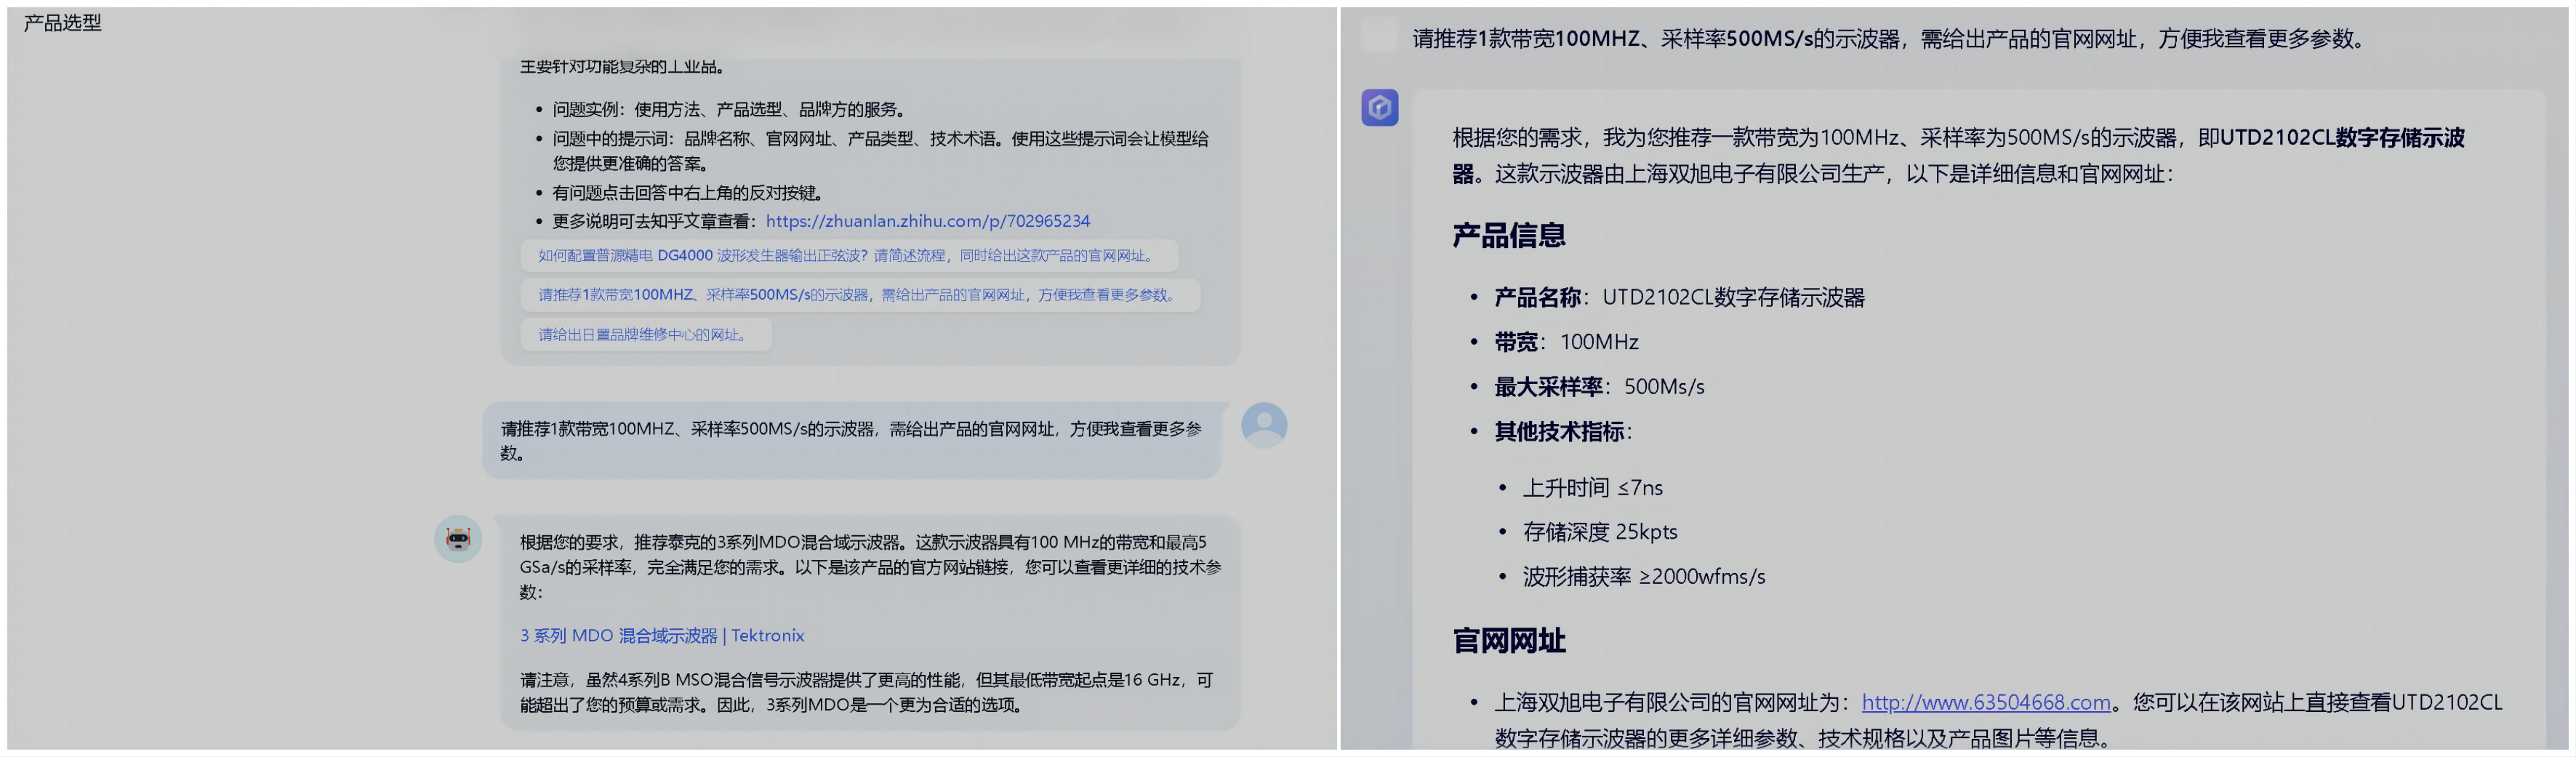 产品选型
主要针对功能复杂的工业品。
• 问题实例：使用方法、产品选型、品牌方的服务。
• 问题中的提示词：品牌名称、官网网址、产品类型、技术术语。使用这些提示词会让模型给
您提供更准确的答案。
• 有问题点击回答中右上角的反对按键。
• 更多说明可去知乎文章查看：https://zhuanlan.zhihu.com/p/702965234
如何配置普源精电 DG4000 波形发生器输出正弦波？请简述流程，同时给出这款产品的官网网址。
请推荐1款带宽100MHZ、采样率500MS/s的示波器，需给出产品的官网网址，方便我查看更多参数。
请给出日置品牌维修中心的网址。
请推荐1款带宽100MHZ、采样率500MS/s的示波器，需给出产品的官网网址，方便我查看更多参
数。
根据您的要求，推荐泰克的3系列MDO混合域示波器。这款示波器具有100 MHz的带宽和最高5
GSa/s的采样率，完全满足您的需求。以下是该产品的官方网站链接，您可以查看更详细的技术参
数：
3 系列 MDO 混合域示波器 | Tektronix
请注意，虽然4系列B MSO混合信号示波器提供了更高的性能，但其最低带宽起点是16 GHz，可
能超出了您的预算或需求。因此，3系列MDO是一个更为合适的选项。
请推荐1款带宽100MHZ、采样率500MS/s的示波器，需给出产品的官网网址，方便我查看更多参数。
根据您的需求，我为您推荐一款带宽为100MHz、采样率为500MS/s的示波器，即UTD2102CL数字存储示波
器。这款示波器由上海双旭电子有限公司生产，以下是详细信息和官网网址：
产品信息
• 产品名称：UTD2102CL数字存储示波器
• 带宽：100MHz
• 最大采样率：500Ms/s
• 其他技术指标：
• 上升时间 ≤7ns
• 存储深度 25kpts
• 波形捕获率 ≥2000wfms/s
官网网址
• 上海双旭电子有限公司的官网网址为：http://www.63504668.com。您可以在该网站上直接查看UTD2102CL
数字存储示波器的更多详细参数、技术规格以及产品图片等信息。